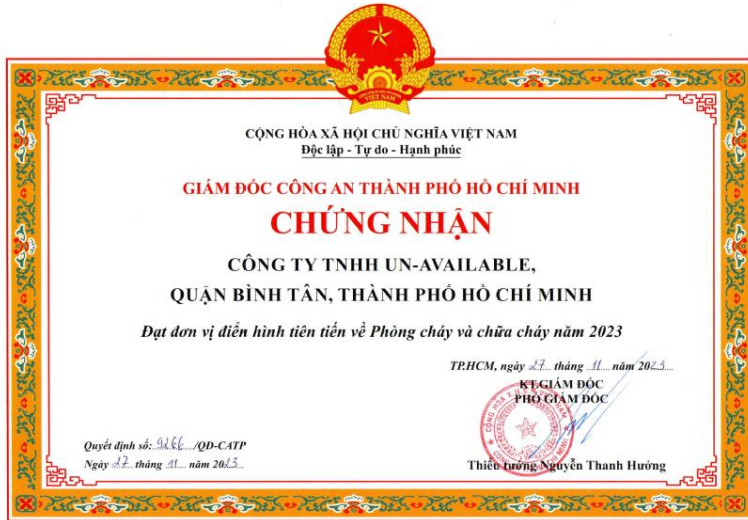 VIỆT NAM
CỘNG HÒA XÃ HỘI CHỦ NGHĨA VIỆT NAM
Độc lập - Tự do - Hạnh phúc
GIÁM ĐỐC CÔNG AN THÀNH PHỐ HỒ CHÍ MINH
CHỨNG NHẬN
CÔNG TY TNHH UN-AVAILABLE,
QUẬN BÌNH TÂN, THÀNH PHỐ HỒ CHÍ MINH
Đạt đơn vị điển hình tiên tiến về Phòng cháy và chữa cháy năm 2023
TP.HCM, ngày 27 tháng 11 năm 2023
KT.GIÁM ĐỐC
PHÓ GIÁM ĐỐC
Quyết định số: 9266 /QĐ-CATP
Ngày 27 tháng 11 năm 2023
Thiếu tướng Nguyễn Thanh Hưởng